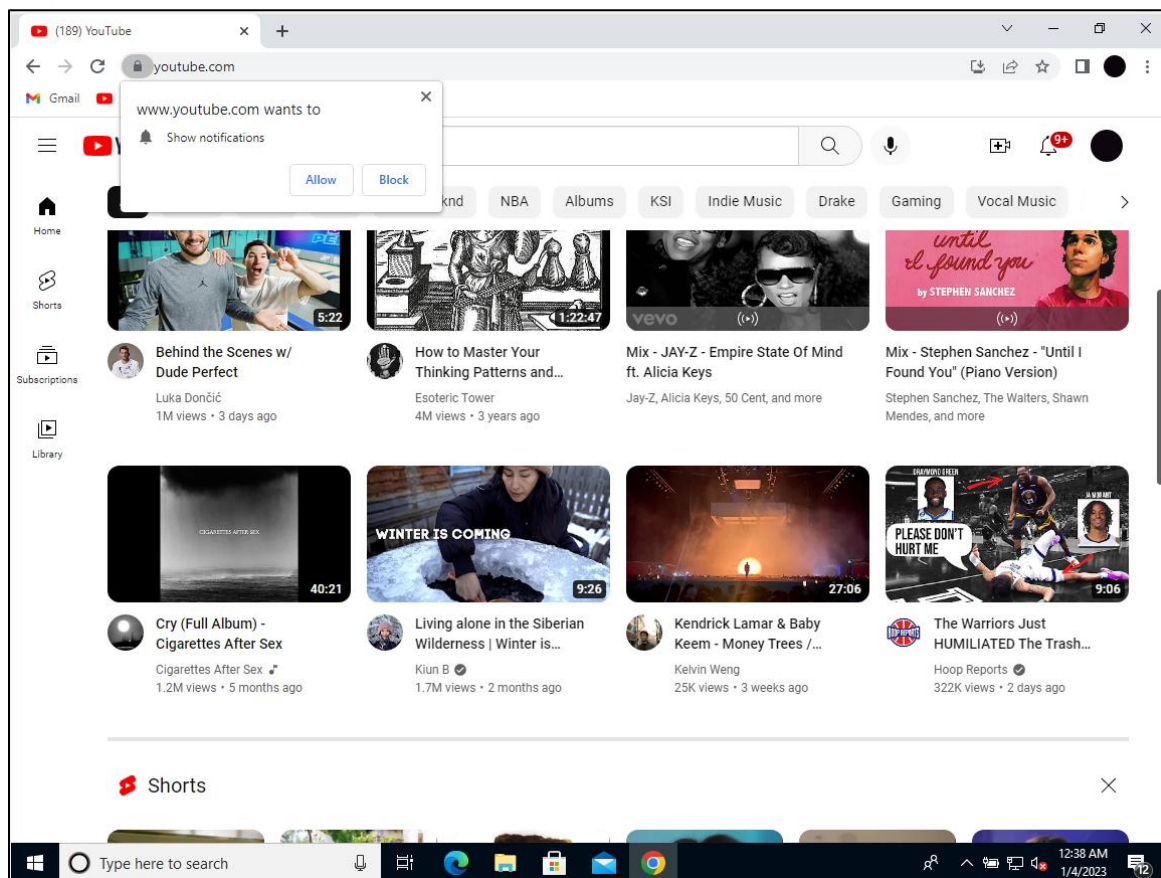 (189) YouTube
youtube.com
Gmail
www.youtube.com wants to
Show notifications
Allow
Block
9+
NBA
Albums
KSI
Indie Music
Drake
Gaming
Vocal Music
Home
Shorts
Subscriptions
Library
5:22
Behind the Scenes w/
Dude Perfect
Luka Dončić
1M views • 3 days ago
1:22:47
How to Master Your
Thinking Patterns and...
Esoteric Tower
4M views • 3 years ago
vevo
Mix - JAY-Z - Empire State Of Mind
ft. Alicia Keys
Jay-Z, Alicia Keys, 50 Cent, and more
until
I found you
by STEPHEN SANCHEZ
Mix - Stephen Sanchez - "Until I
Found You" (Piano Version)
Stephen Sanchez, The Walters, Shawn
Mendes, and more
CIGARETTES AFTER SEX
40:21
Cry (Full Album) -
Cigarettes After Sex
Cigarettes After Sex
1.2M views • 5 months ago
WINTER IS COMING
9:26
Living alone in the Siberian
Wilderness | Winter is...
Kiun B
1.7M views • 2 months ago
27:06
Kendrick Lamar & Baby
Keem - Money Trees /...
Kelvin Weng
25K views • 3 weeks ago
DRAYMOND GREEN
JA MORANT
PLEASE DON'T
HURT ME
9:06
HOOP REPORTS
The Warriors Just
HUMILIATED The Trash...
Hoop Reports
322K views • 2 days ago
Shorts
Type here to search
12:38 AM
1/4/2023
12